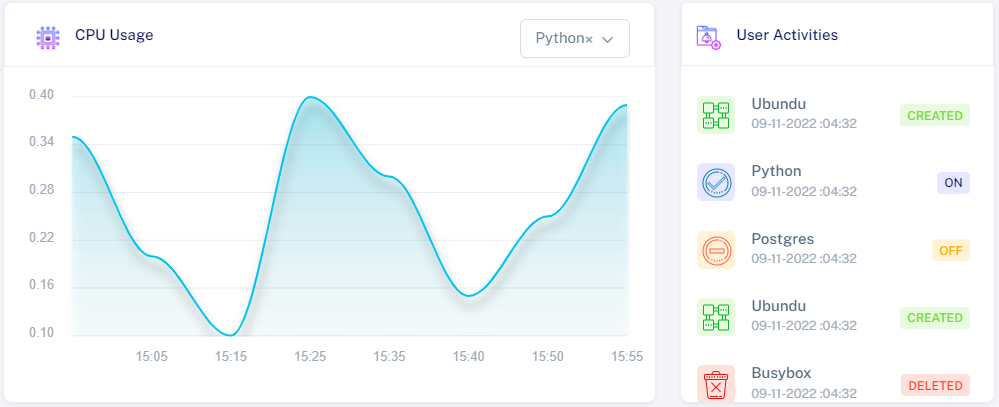 CPU Usage
Python×
0.40
0.34
0.28
0.22
0.16
0.10
15:05 15:15 15:25 15:35 15:40 15:50 15:55
User Activities
Ubundu
09-11-2022 :04:32
CREATED
Python
09-11-2022 :04:32
ON
Postgres
09-11-2022 :04:32
OFF
Ubundu
09-11-2022 :04:32
CREATED
Busybox
09-11-2022 :04:32
DELETED